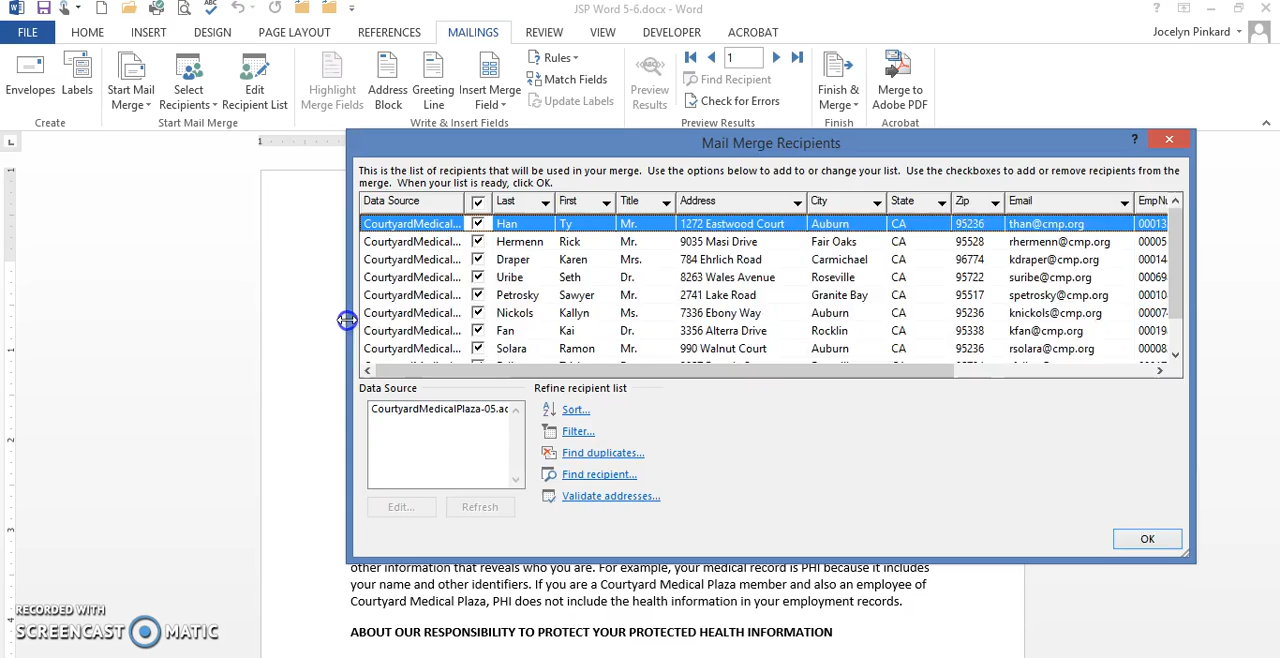 JSP Word 5-6.docx - Word
FILE HOME INSERT DESIGN PAGE LAYOUT REFERENCES MAILINGS REVIEW VIEW DEVELOPER ACROBAT Jocelyn Pinkard
Envelopes Labels Start Mail Merge Select Recipients Edit Recipient List Highlight Merge Fields Address Block Greeting Line Insert Merge Field Rules Match Fields Update Labels Preview Results 1 Find Recipient Check for Errors Finish & Merge Merge to Adobe PDF
Create Start Mail Merge Write & Insert Fields Preview Results Finish Acrobat
Mail Merge Recipients
This is the list of recipients that will be used in your merge. Use the options below to add to or change your list. Use the checkboxes to add or remove recipients from the
merge. When your list is ready, click OK.
Data Source Last First Title Address City State Zip Email EmpNu
CourtyardMedical... Han Ty Mr. 1272 Eastwood Court Auburn CA 95236 than@cmp.org 00013
CourtyardMedical... Hermenn Rick Mr. 9035 Masi Drive Fair Oaks CA 95528 rhermenn@cmp.org 00005
CourtyardMedical... Draper Karen Mrs. 784 Ehrlich Road Carmichael CA 96774 kdraper@cmp.org 00014
CourtyardMedical... Uribe Seth Dr. 8263 Wales Avenue Roseville CA 95722 suribe@cmp.org 00069
CourtyardMedical... Petrosky Sawyer Mr. 2741 Lake Road Granite Bay CA 95517 spetrosky@cmp.org 00010
CourtyardMedical... Nickols Kallyn Ms. 7336 Ebony Way Auburn CA 95236 knickols@cmp.org 00007
CourtyardMedical... Fan Kai Dr. 3356 Alterra Drive Rocklin CA 95338 kfan@cmp.org 00019
CourtyardMedical... Solara Ramon Mr. 990 Walnut Court Auburn CA 95236 rsolara@cmp.org 00008
Data Source Refine recipient list
CourtyardMedicalPlaza-05.ac
Sort...
Filter...
Find duplicates...
Find recipient...
Validate addresses...
Edit... Refresh
OK
other information that reveals who you are. For example, your medical record is PHI because it includes
your name and other identifiers. If you are a Courtyard Medical Plaza member and also an employee of
Courtyard Medical Plaza, PHI does not include the health information in your employment records.
ABOUT OUR RESPONSIBILITY TO PROTECT YOUR PROTECTED HEALTH INFORMATION
RECORDED WITH
SCREENCAST MATIC